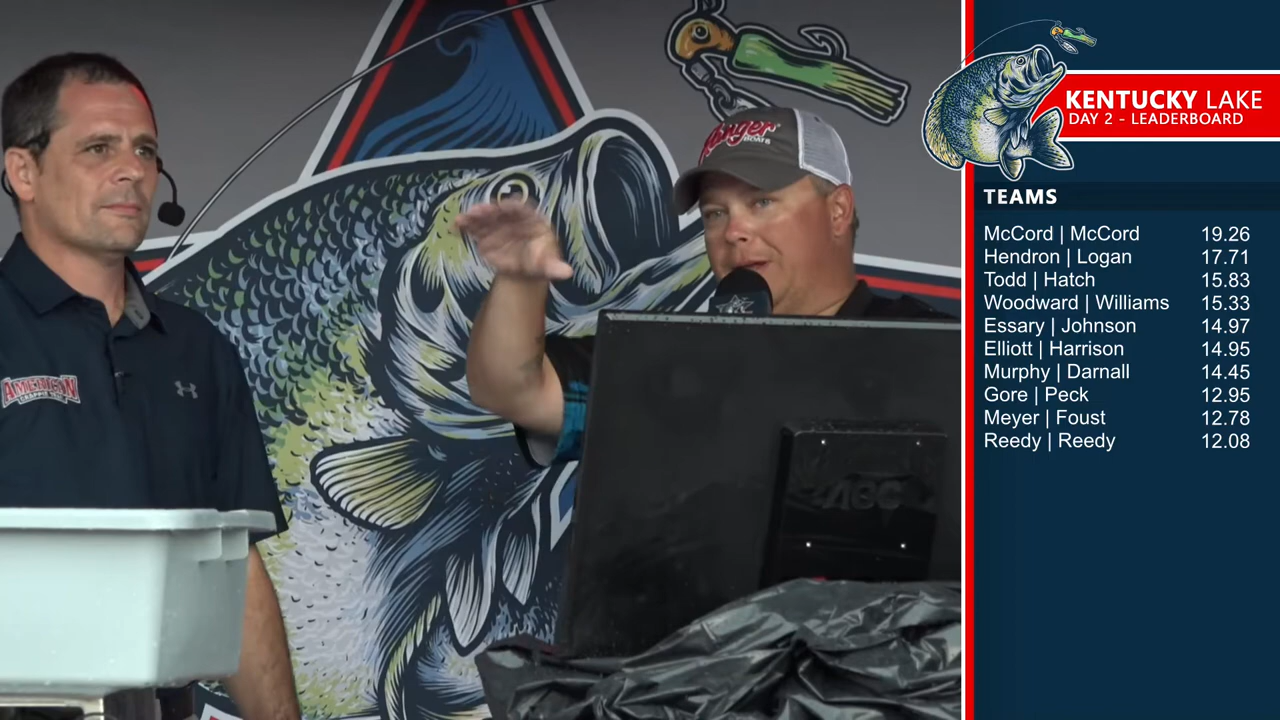 KENTUCKY LAKE
DAY 2 - LEADERBOARD
TEAMS
McCord | McCord 19.26
Hendron | Logan 17.71
Todd | Hatch 15.83
Woodward | Williams 15.33
Essary | Johnson 14.97
Elliott | Harrison 14.95
Murphy | Darnall 14.45
Gore | Peck 12.95
Meyer | Foust 12.78
Reedy | Reedy 12.08
Ranger
BOATS
AMERICAN
AOC